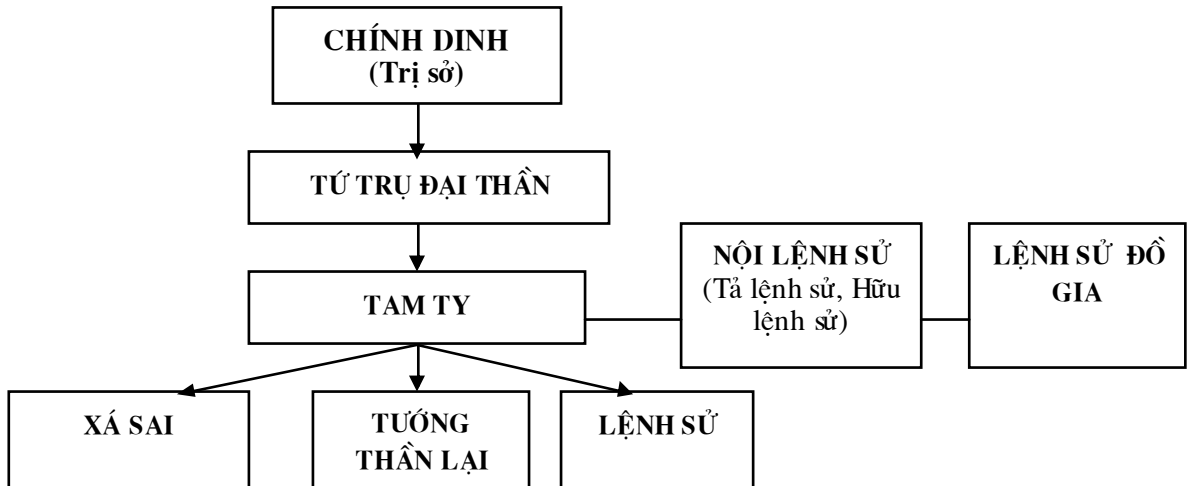 CHÍNH DINH
(Trị sở)
TỨ TRỤ ĐẠI THẦN
TAM TY
NỘI LỆNH SỬ
(Tả lệnh sử, Hữu
lệnh sử)
LỆNH SỬ ĐỒ
GIA
XÁ SAI
TƯỚNG
THẦN LẠI
LỆNH SỬ